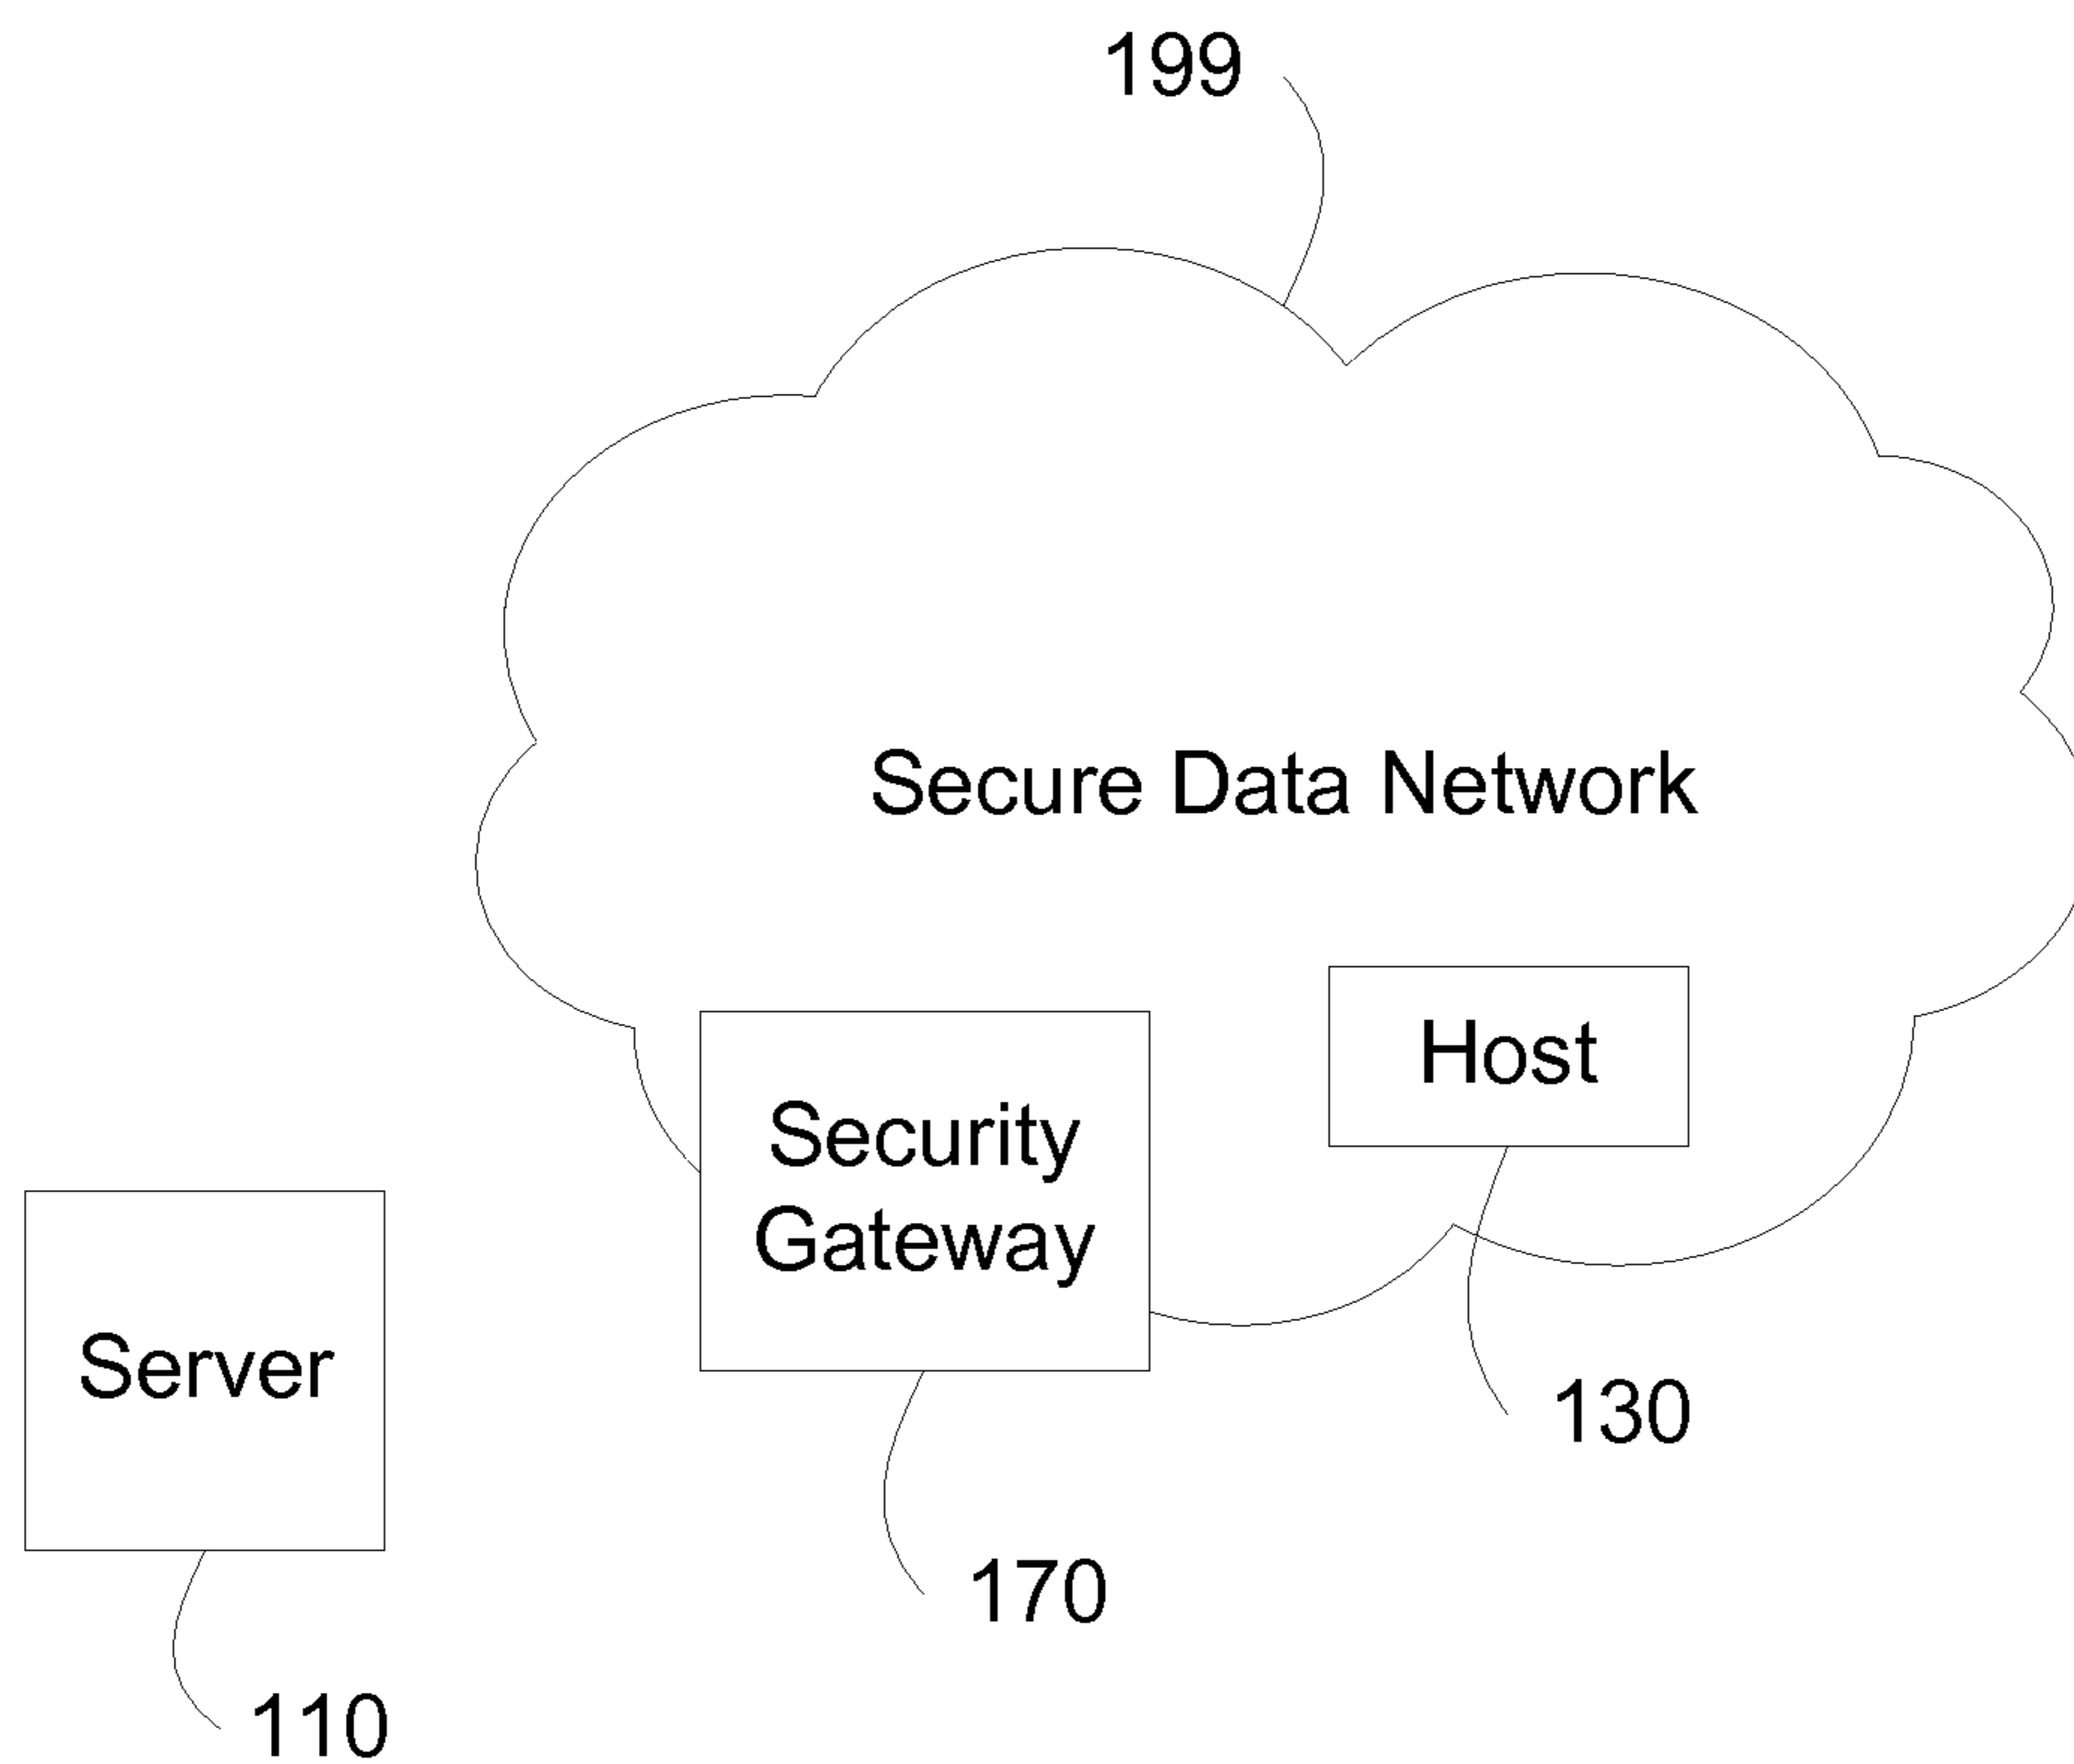 199
Secure Data Network
Host
Security
Gateway
Server
130
170
110